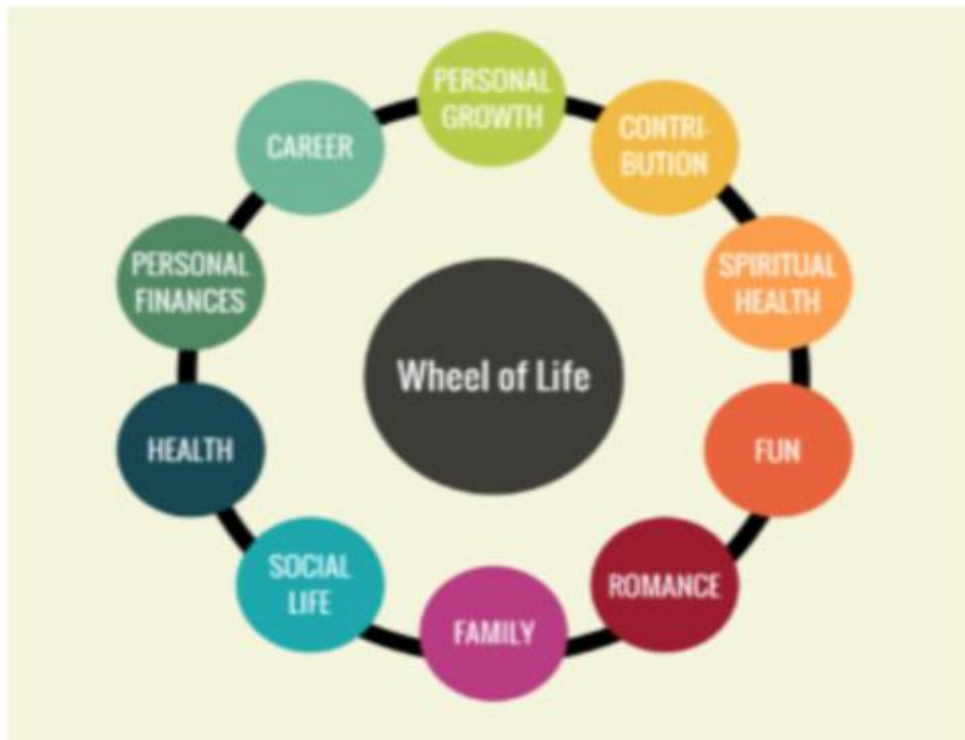 PERSONAL
GROWTH
CONTRI-
BUTION
SPIRITUAL
HEALTH
FUN
ROMANCE
FAMILY
SOCIAL
LIFE
HEALTH
PERSONAL
FINANCES
CAREER
Wheel of Life